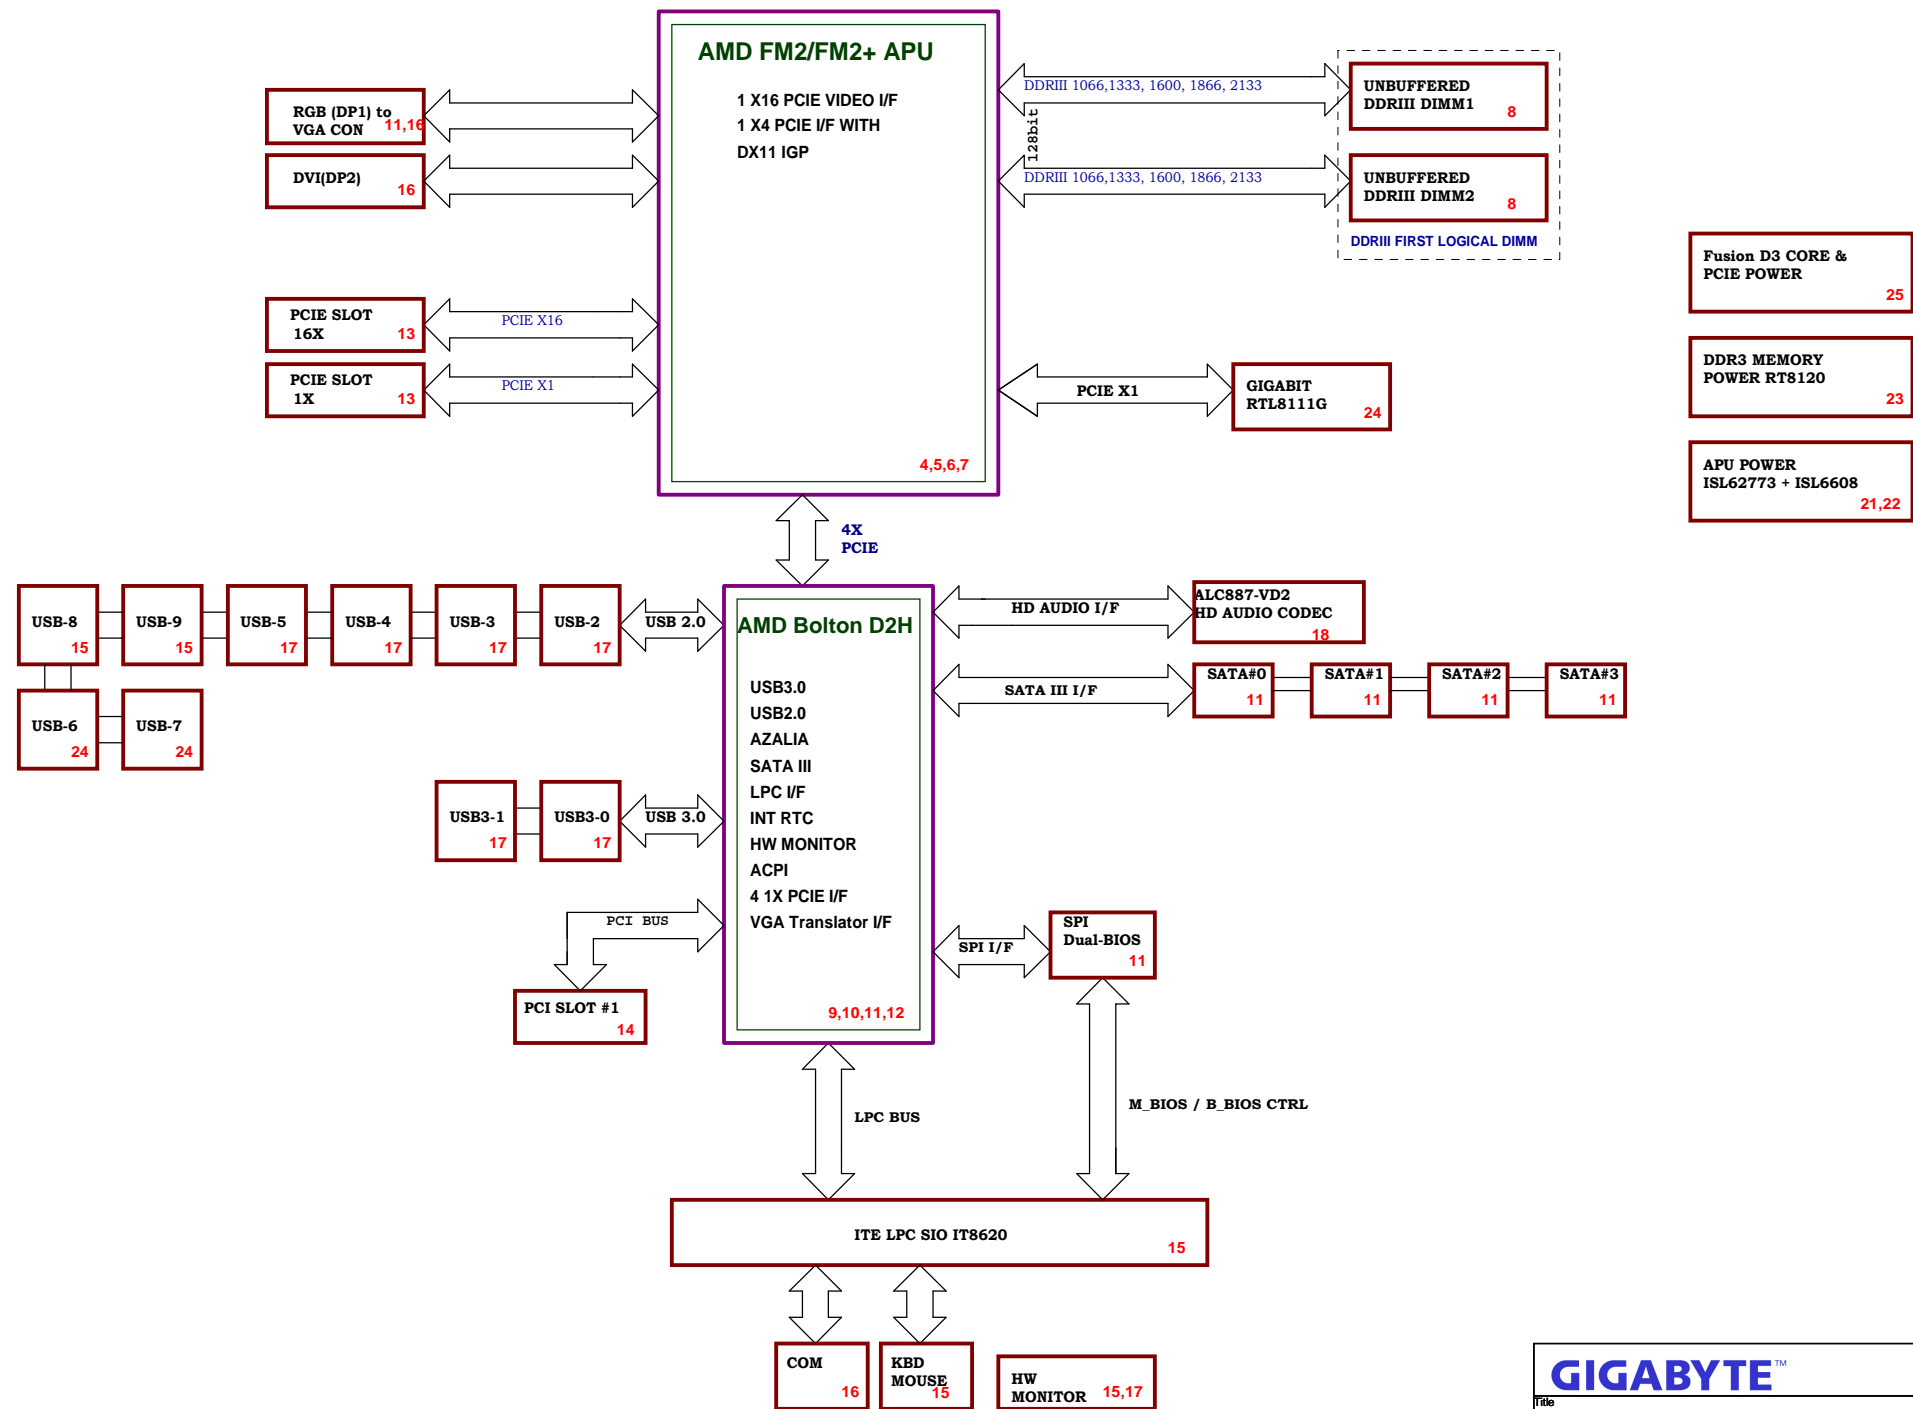 AMD FM2/FM2+ APU
1 X16 PCIE VIDEO I/F
1 X4 PCIE I/F WITH
DX11 IGP
4,5,6,7
RGB (DP1) to
VGA CON 11,16
DVI(DP2)
16
PCIE SLOT
16X
13
PCIE X16
PCIE SLOT
1X
13
PCIE X1
DDRIII 1066,1333, 1600, 1866, 2133
128bit
DDRIII 1066,1333, 1600, 1866, 2133
UNBUFFERED
DDRIII DIMM1
8
UNBUFFERED
DDRIII DIMM2
8
DDRIII FIRST LOGICAL DIMM
PCIE X1
GIGABIT
RTL8111G
24
Fusion D3 CORE &
PCIE POWER
25
DDR3 MEMORY
POWER RT8120
23
APU POWER
ISL62773 + ISL6608
21,22
4X
PCIE
USB-8
15
USB-9
15
USB-5
17
USB-4
17
USB-3
17
USB-2
17
USB 2.0
USB-6
24
USB-7
24
USB3-1
17
USB3-0
17
USB 3.0
PCI BUS
PCI SLOT #1
14
AMD Bolton D2H
USB3.0
USB2.0
AZALIA
SATA III
LPC I/F
INT RTC
HW MONITOR
ACPI
4 1X PCIE I/F
VGA Translator I/F
9,10,11,12
HD AUDIO I/F
ALC887-VD2
HD AUDIO CODEC
18
SATA III I/F
SATA#0
11
SATA#1
11
SATA#2
11
SATA#3
11
SPI I/F
SPI
Dual-BIOS
11
LPC BUS
M_BIOS / B_BIOS CTRL
ITE LPC SIO IT8620
15
COM
16
KBD
MOUSE
15
HW
MONITOR
15,17
GIGABYTE™
Title